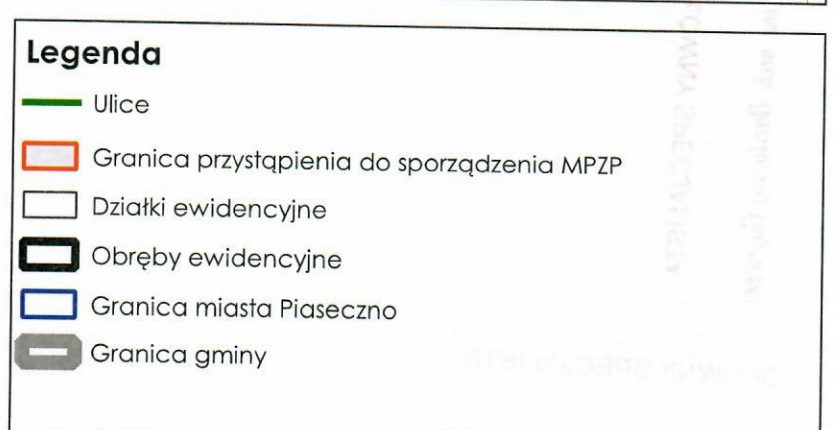 Legenda
Ulice
Granica przystąpienia do sporządzenia MPZP
Działki ewidencyjne
Obręby ewidencyjne
Granica miasta Piaseczno
Granica gminy